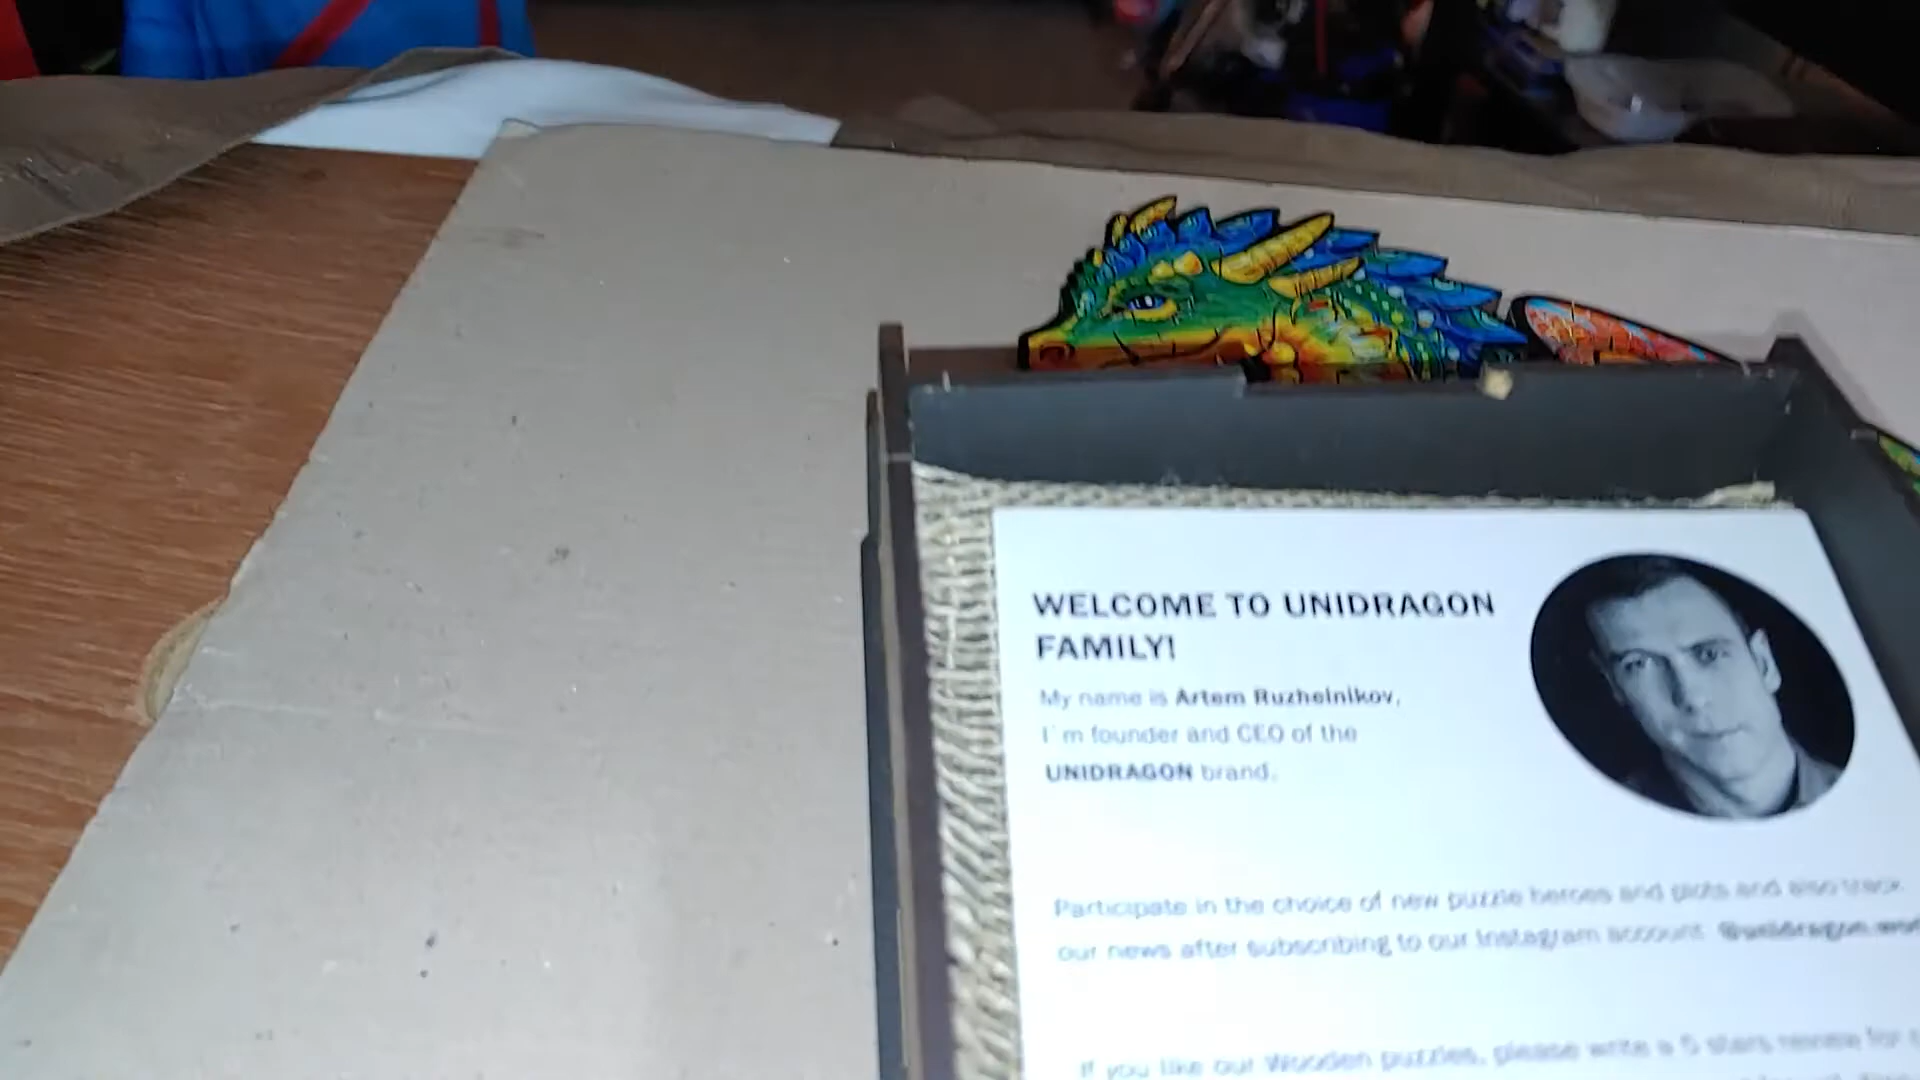 WELCOME TO UNIDRAGON
FAMILY!
My name is Artem Ruzhelnikov,
I`m founder and CEO of the
UNIDRAGON brand.
Participate in the choice of new puzzle heroes and plots and also track
our news after subscribing to our Instagram account
If you like our Wooden puzzles, please write a 5 stars review for